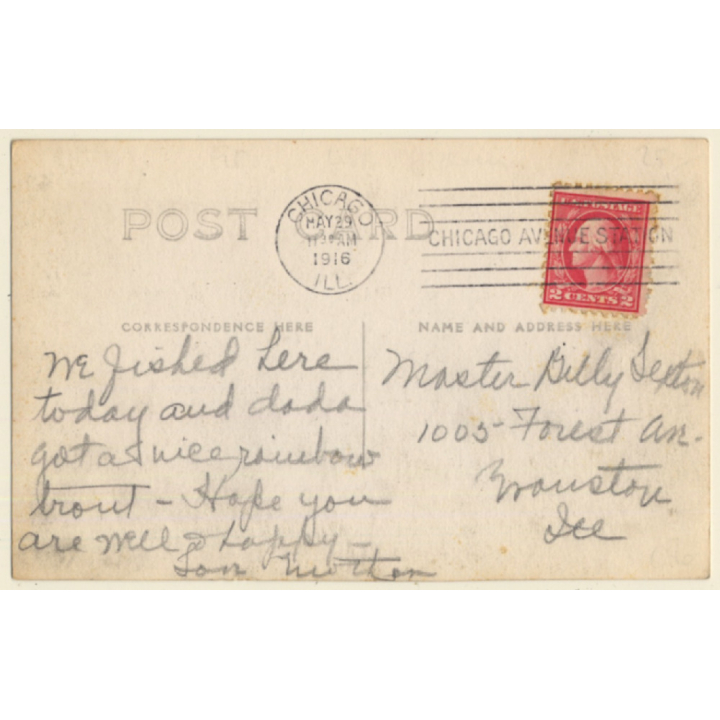 POST CARD
CHICAGO
MAY 29
11 30 AM
1916
ILL.
CHICAGO AVENUE STATION
U.S. POSTAGE
2 CENTS 2
CORRESPONDENCE HERE
NAME AND ADDRESS HERE
We fished here
today and dada
got a nice rainbow
trout - Hope you
are well & happy -
Lov Mother
Master Billy Sexton
1005 Forest Av.
Evanston
Ill